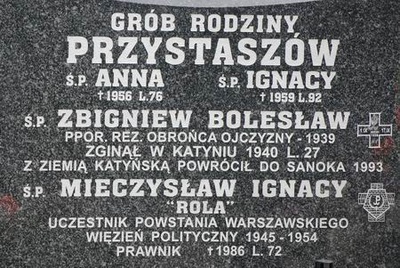 GRÓB RODZINY
PRZYSTASZÓW
Ś.P. ANNA Ś.P. IGNACY
†1956 L.76 †1959 L.92
Ś.P. ZBIGNIEW BOLESŁAW
PPOR. REZ. OBROŃCA OJCZYZNY - 1939
ZGINĄŁ W KATYNIU 1940 L. 27
Z ZIEMIĄ KATYŃSKĄ POWRÓCIŁ DO SANOKA 1993
Ś.P. MIECZYSŁAW IGNACY
"ROLA"
UCZESTNIK POWSTANIA WARSZAWSKIEGO
WIĘZIEŃ POLITYCZNY 1945 - 1954
PRAWNIK †1986 L. 72